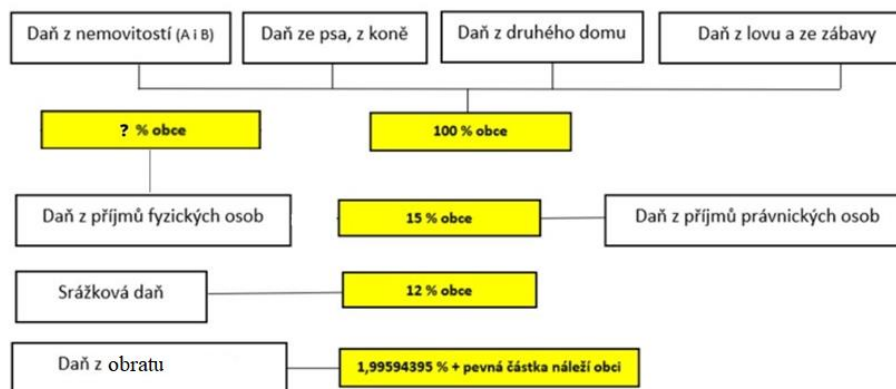 Daň z nemovitostí (A i B)
Daň ze psa, z koně
Daň z druhého domu
Daň z lovu a ze zábavy
? % obce
100 % obce
Daň z příjmů fyzických osob
15 % obce
Daň z příjmů právnických osob
Srážková daň
12 % obce
Daň z obratu
1,99594395 % + pevná částka náleží obci